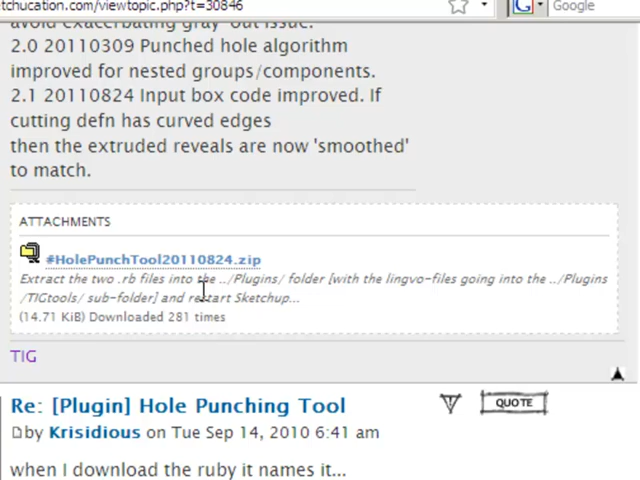 tchucation.com/viewtopic.php?t=30846
Google
avoid exacerbating 'gray' out issue.
2.0 20110309 Punched hole algorithm
improved for nested groups/components.
2.1 20110824 Input box code improved. If
cutting defn has curved edges
then the extruded reveals are now 'smoothed'
to match.
ATTACHMENTS
#HolePunchTool20110824.zip
Extract the two .rb files into the ../Plugins/ folder [with the lingvo-files going into the ../Plugins
/TIGtools/ sub-folder] and restart Sketchup...
(14.71 KiB) Downloaded 281 times
TIG
Re: [Plugin] Hole Punching Tool
QUOTE
by Krisidious on Tue Sep 14, 2010 6:41 am
when I download the ruby it names it...